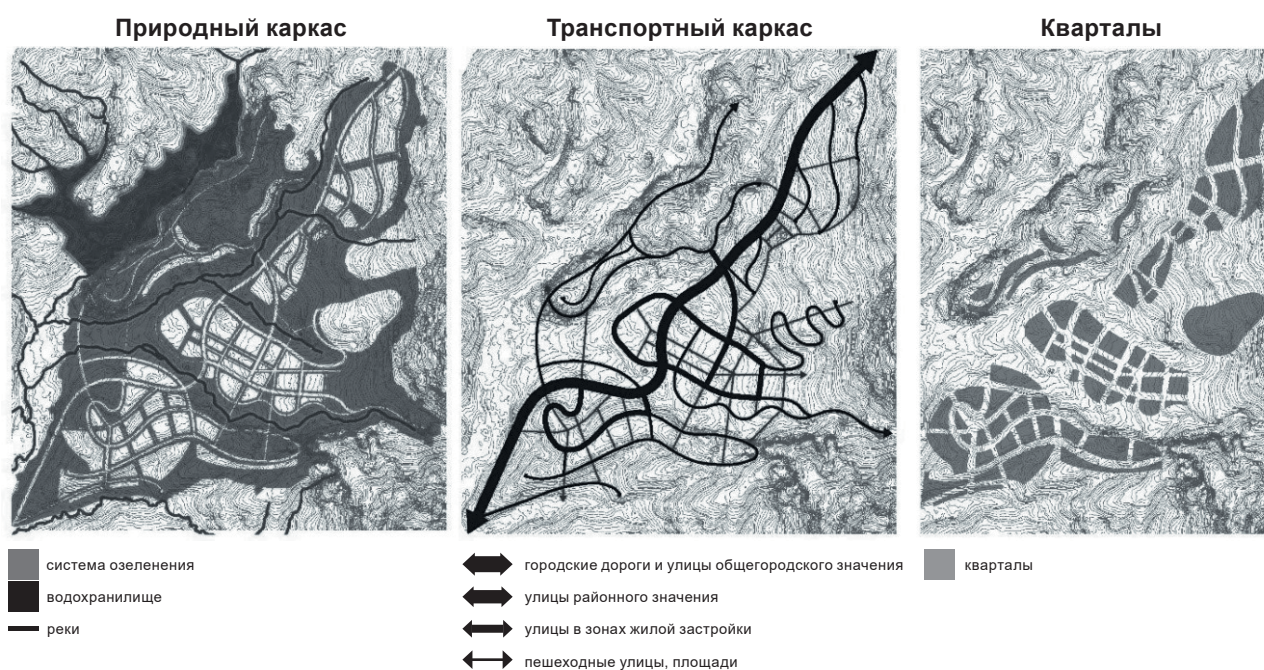 Природный каркас
Транспортный каркас
Кварталы
система озеленения
водохранилище
реки
городские дороги и улицы общегородского значения
улицы районного значения
улицы в зонах жилой застройки
пешеходные улицы, площади
кварталы